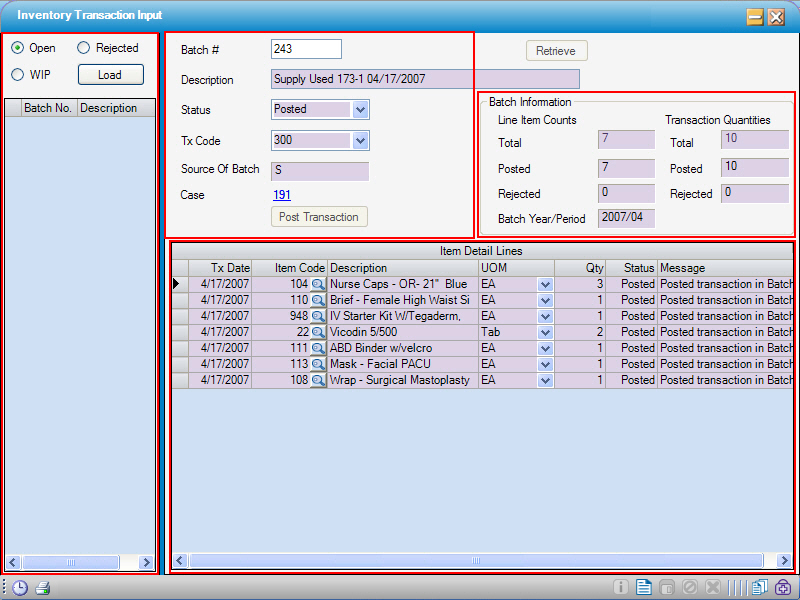 Inventory Transaction Input
Open Rejected
WIP Load
Batch No. Description
Batch # 243 Retrieve
Description Supply Used 173-1 04/17/2007
Status Posted
Tx Code 300
Source Of Batch S
Case 191
Post Transaction
Batch Information
Line Item Counts Transaction Quantities
Total 7 Total 10
Posted 7 Posted 10
Rejected 0 Rejected 0
Batch Year/Period 2007/04
Item Detail Lines
Tx Date Item Code Description UOM Qty Status Message
4/17/2007 104 Nurse Caps - OR- 21" Blue EA 3 Posted Posted transaction in Batch
4/17/2007 110 Brief - Female High Waist Si EA 1 Posted Posted transaction in Batch
4/17/2007 948 IV Starter Kit W/Tegaderm, EA 1 Posted Posted transaction in Batch
4/17/2007 22 Vicodin 5/500 Tab 2 Posted Posted transaction in Batch
4/17/2007 111 ABD Binder w/velcro EA 1 Posted Posted transaction in Batch
4/17/2007 113 Mask - Facial PACU EA 1 Posted Posted transaction in Batch
4/17/2007 108 Wrap - Surgical Mastoplasty EA 1 Posted Posted transaction in Batch